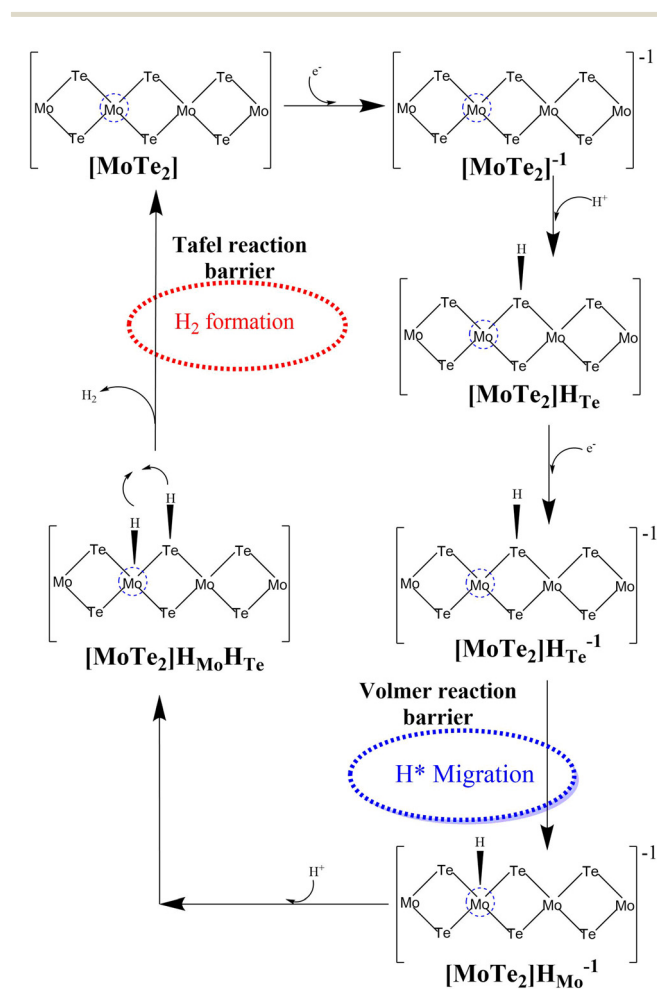 Te Te Te
Mo Mo Mo Mo
Te Te Te
[MoTe₂]
e⁻
Te Te Te -1
Mo Mo Mo Mo
Te Te Te
[MoTe₂]⁻¹
H⁺
H
Te Te Te
Mo Mo Mo Mo
Te Te Te
[MoTe₂]H_Te
e⁻
H -1
Te Te Te
Mo Mo Mo Mo
Te Te Te
[MoTe₂]H_Te⁻¹
Volmer reaction
barrier
H* Migration
H -1
Te Te Te
Mo Mo Mo Mo
Te Te Te
[MoTe₂]H_Mo⁻¹
H⁺
H H
Te Te Te
Mo Mo Mo Mo
Te Te Te
[MoTe₂]H_MoH_Te
H₂
Tafel reaction
barrier
H₂ formation